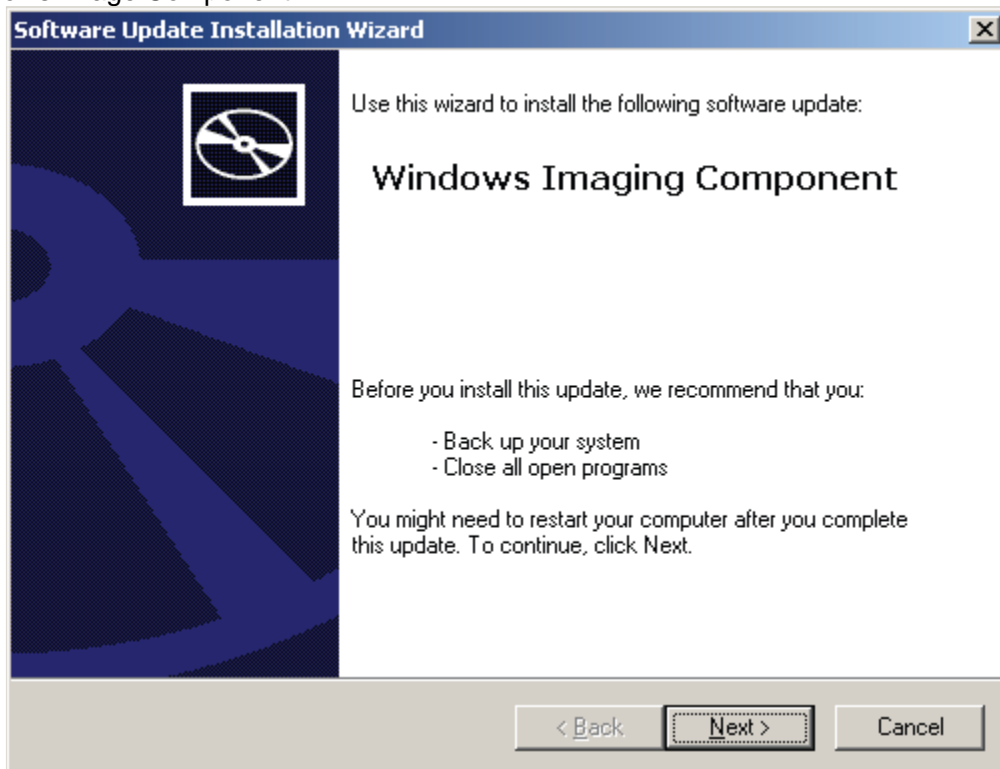 Software Update Installation Wizard
Use this wizard to install the following software update:
Windows Imaging Component
Before you install this update, we recommend that you:
- Back up your system
- Close all open programs
You might need to restart your computer after you complete
this update. To continue, click Next.
< Back
Next >
Cancel